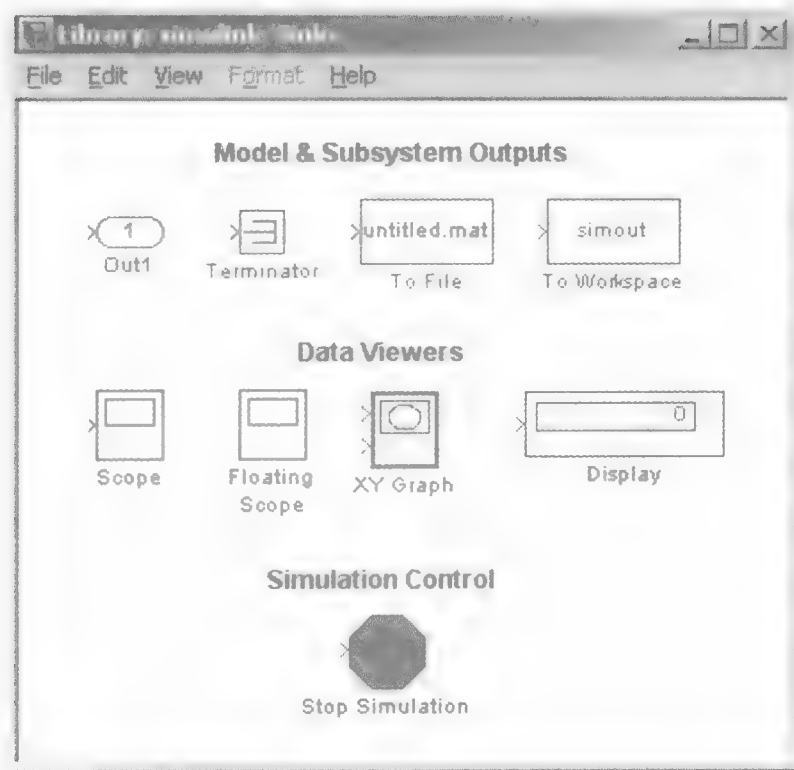 File Edit View Format Help
Model & Subsystem Outputs
1
untitled.mat
simout
Out1
Terminator
To File
To Workspace
Data Viewers
0
Scope
Floating
Scope
XY Graph
Display
Simulation Control
Stop Simulation